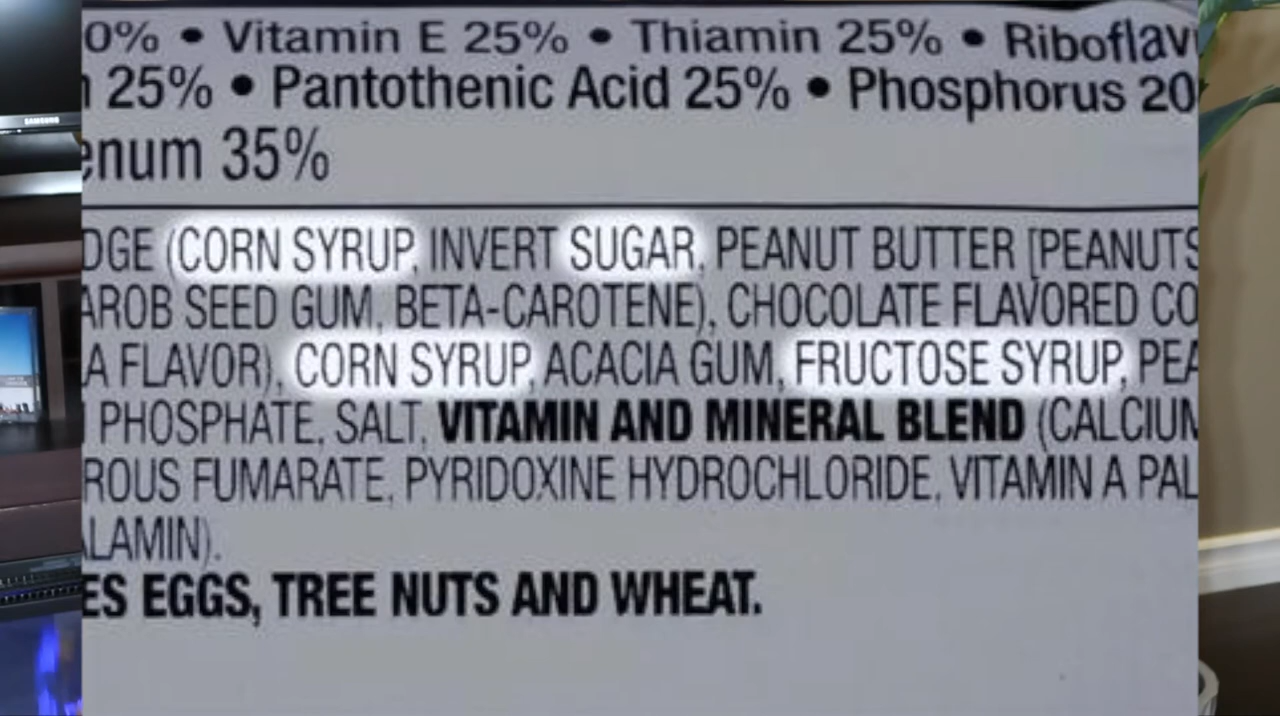 0% • Vitamin E 25% • Thiamin 25% • Riboflav
25% • Pantothenic Acid 25% • Phosphorus 20
enum 35%
DGE (CORN SYRUP, INVERT SUGAR, PEANUT BUTTER [PEANUTS
AROB SEED GUM, BETA-CAROTENE), CHOCOLATE FLAVORED CO
A FLAVOR), CORN SYRUP, ACACIA GUM, FRUCTOSE SYRUP, PEA
PHOSPHATE, SALT, VITAMIN AND MINERAL BLEND (CALCIUM
ROUS FUMARATE, PYRIDOXINE HYDROCHLORIDE, VITAMIN A PAL
ALAMIN).
ES EGGS, TREE NUTS AND WHEAT.
SAMSUNG